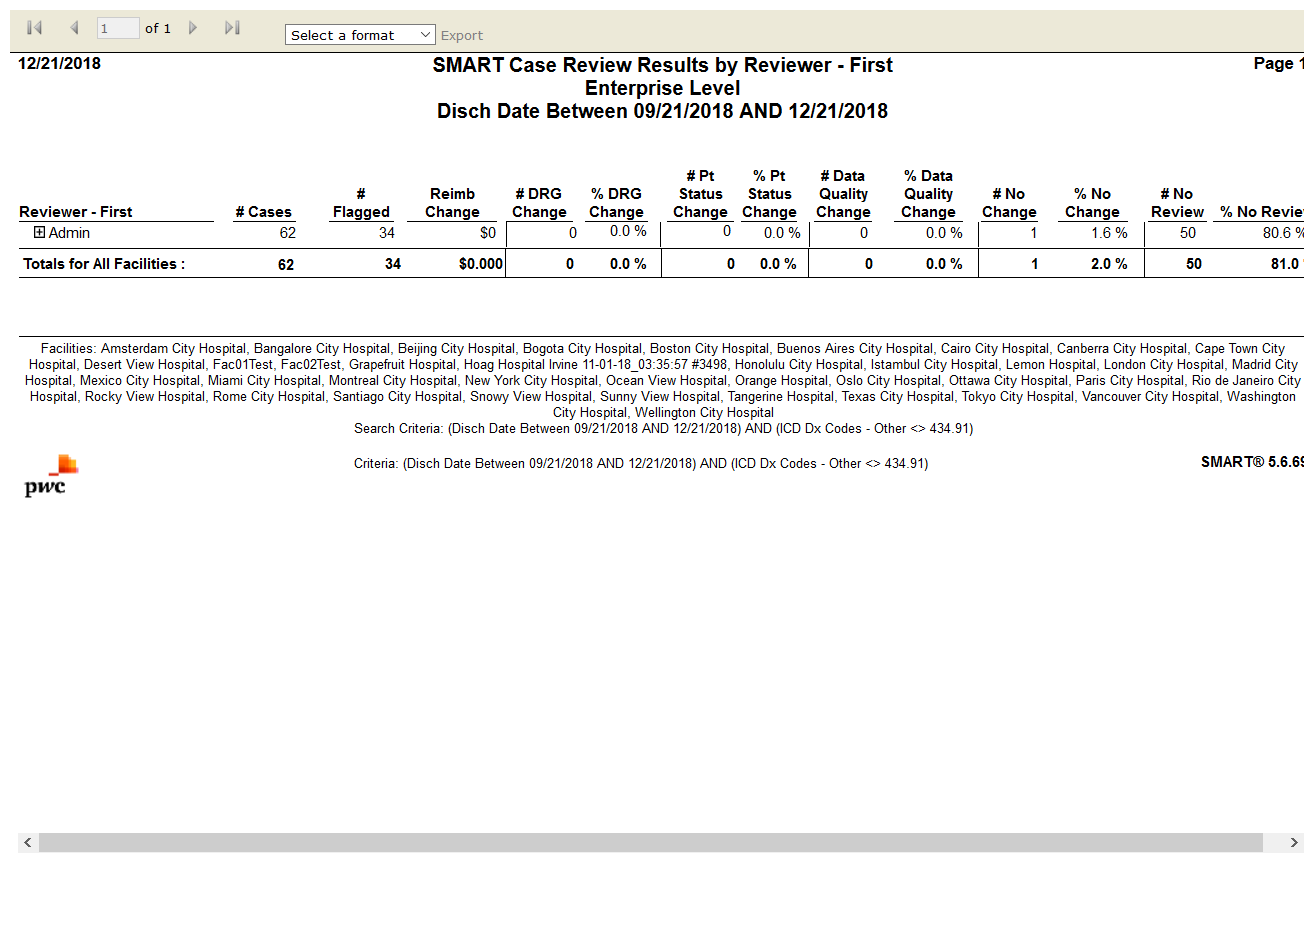 1 of 1 Select a format Export
12/21/2018 SMART Case Review Results by Reviewer - First Page 1
Enterprise Level
Disch Date Between 09/21/2018 AND 12/21/2018
# Pt % Pt # Data % Data
# Reimb # DRG % DRG Status Status Quality Quality # No % No # No
Reviewer - First # Cases Flagged Change Change Change Change Change Change Change Change Change Review % No Review
Admin 62 34 $0 0 0.0 % 0 0.0 % 0 0.0 % 1 1.6 % 50 80.6 %
Totals for All Facilities : 62 34 $0.000 0 0.0 % 0 0.0 % 0 0.0 % 1 2.0 % 50 81.0
Facilities: Amsterdam City Hospital, Bangalore City Hospital, Beijing City Hospital, Bogota City Hospital, Boston City Hospital, Buenos Aires City Hospital, Cairo City Hospital, Canberra City Hospital, Cape Town City
Hospital, Desert View Hospital, Fac01Test, Fac02Test, Grapefruit Hospital, Hoag Hospital Irvine 11-01-18_03:35:57 #3498, Honolulu City Hospital, Istambul City Hospital, Lemon Hospital, London City Hospital, Madrid City
Hospital, Mexico City Hospital, Miami City Hospital, Montreal City Hospital, New York City Hospital, Ocean View Hospital, Orange Hospital, Oslo City Hospital, Ottawa City Hospital, Paris City Hospital, Rio de Janeiro City
Hospital, Rocky View Hospital, Rome City Hospital, Santiago City Hospital, Snowy View Hospital, Sunny View Hospital, Tangerine Hospital, Texas City Hospital, Tokyo City Hospital, Vancouver City Hospital, Washington
City Hospital, Wellington City Hospital
Search Criteria: (Disch Date Between 09/21/2018 AND 12/21/2018) AND (ICD Dx Codes - Other <> 434.91)
Criteria: (Disch Date Between 09/21/2018 AND 12/21/2018) AND (ICD Dx Codes - Other <> 434.91) SMART® 5.6.69
pwc